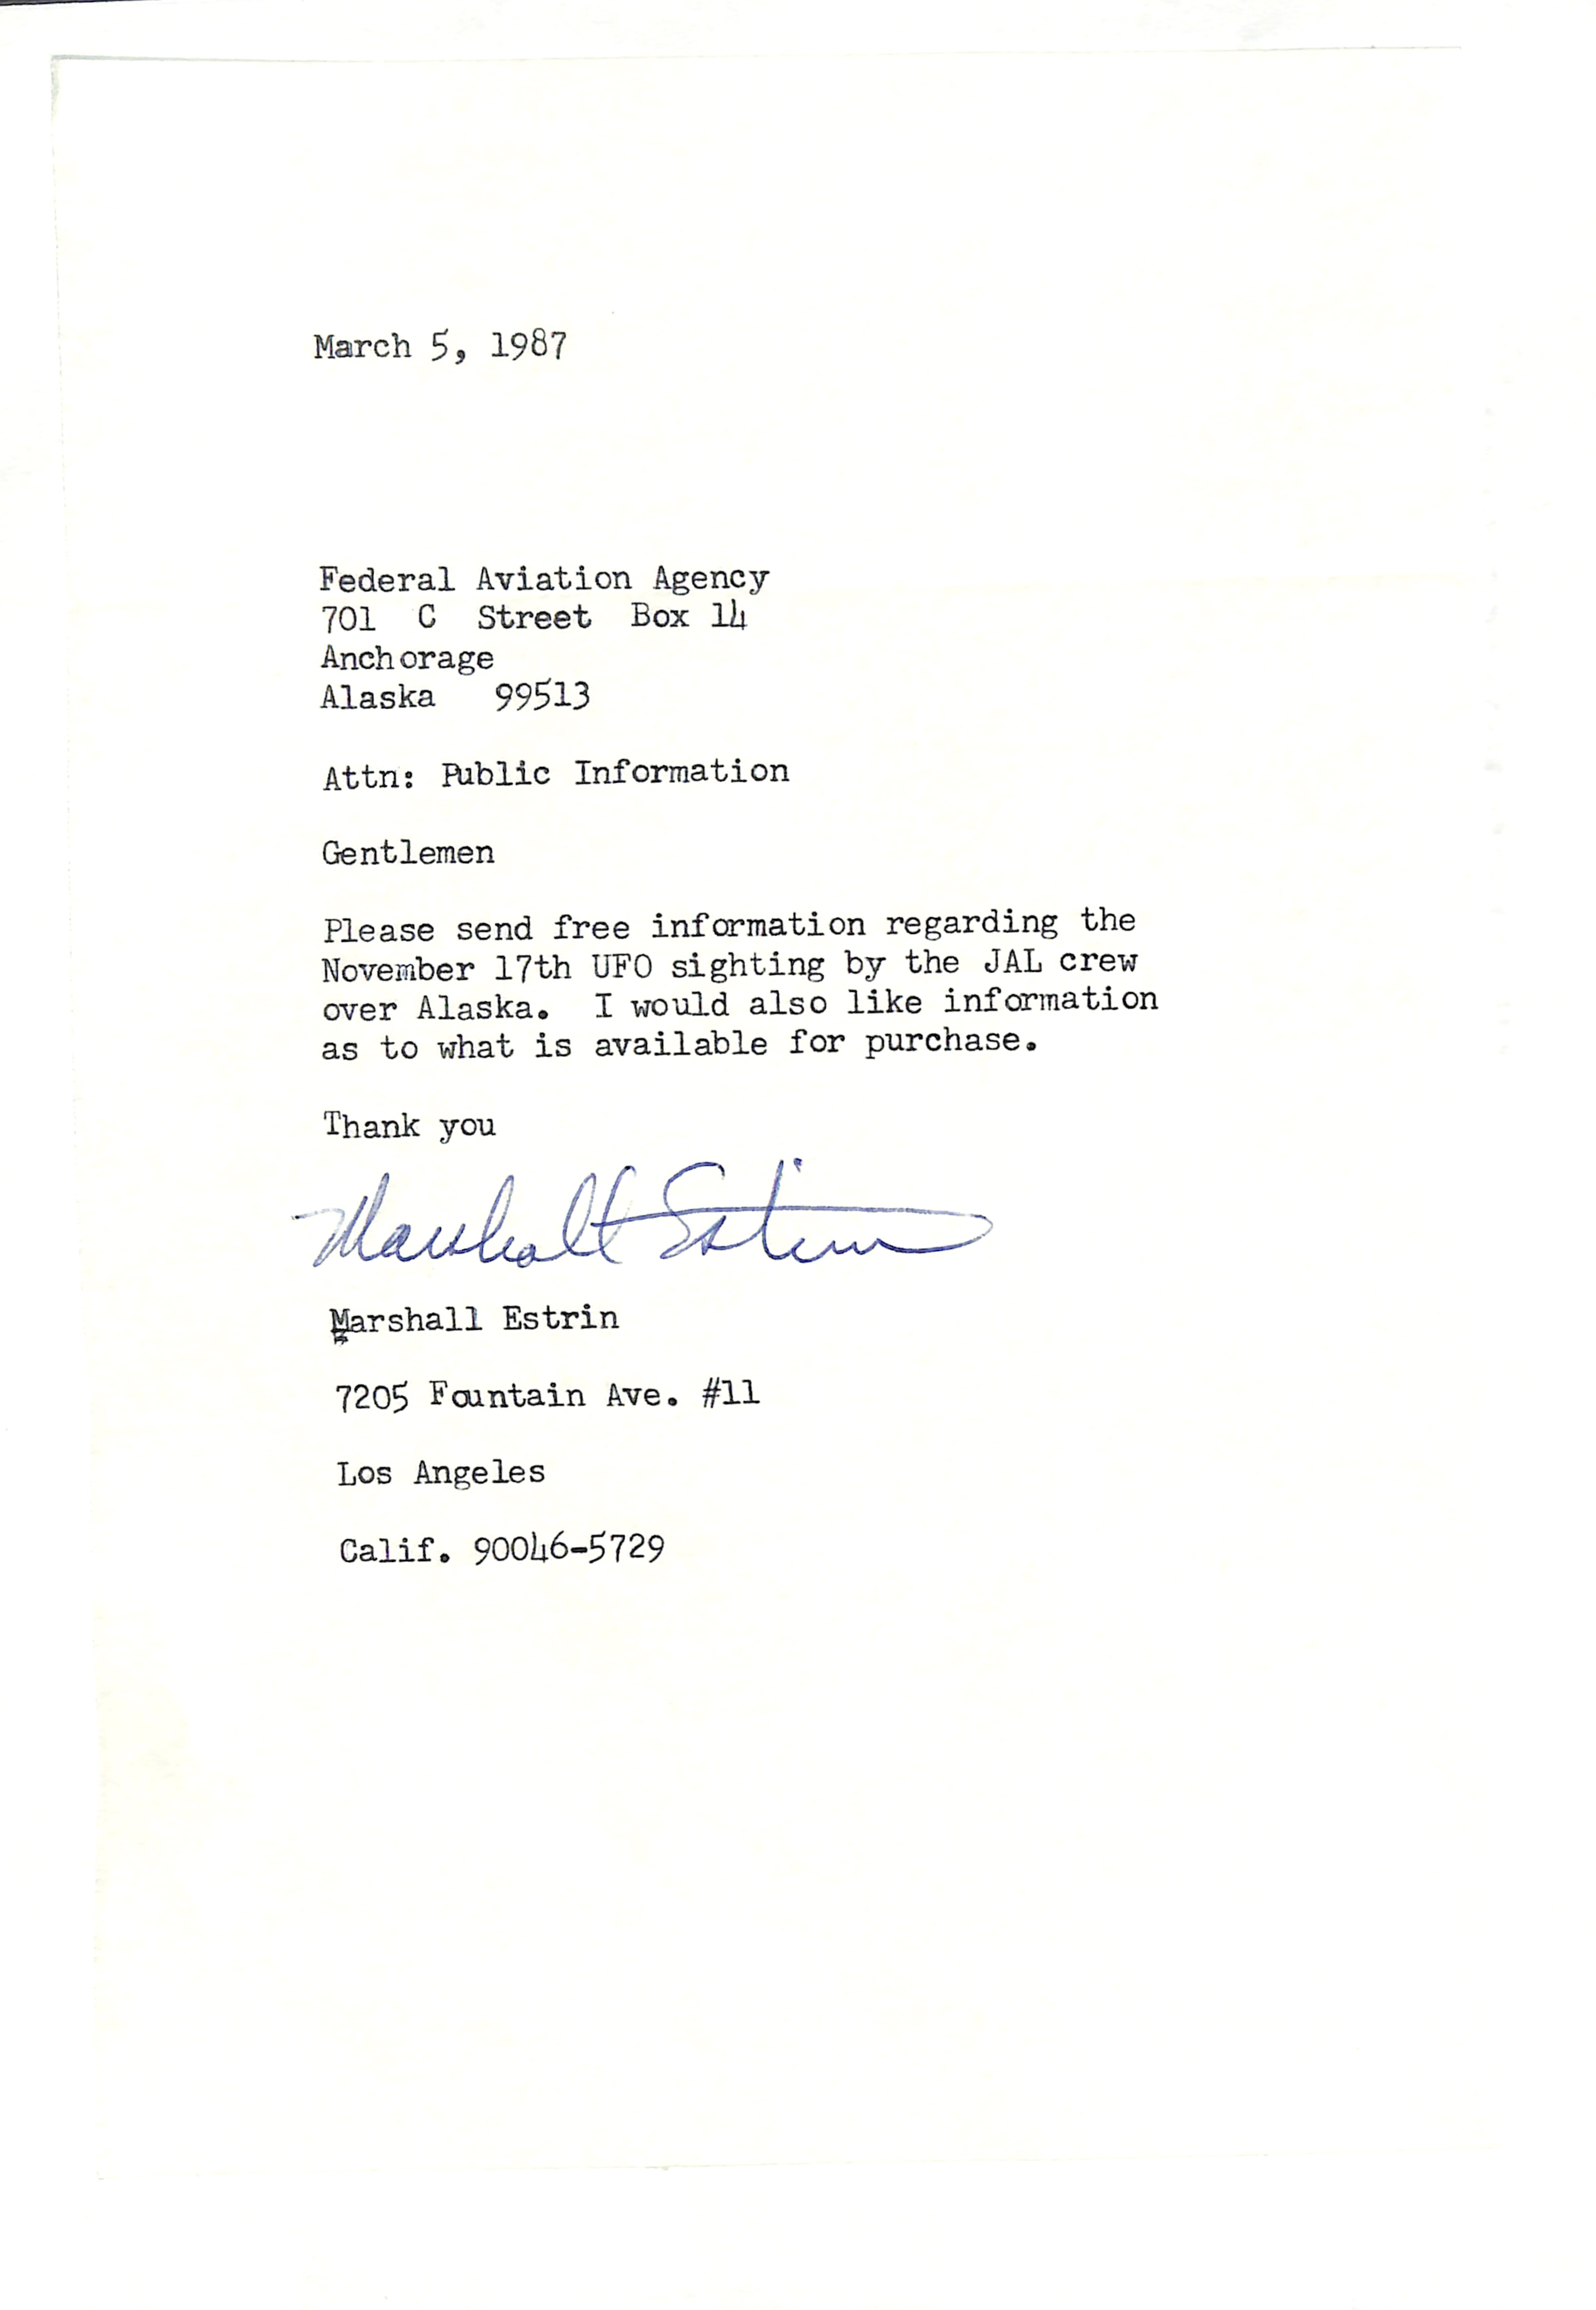 March 5, 1987
Federal Aviation Agency
701 C Street Box 14
Anchorage
Alaska 99513
Attn: Public Information
Gentlemen
Please send free information regarding the
November 17th UFO sighting by the JAL crew
over Alaska. I would also like information
as to what is available for purchase.
Thank you
Marshall Estrin
Marshall Estrin
7205 Fountain Ave. #11
Los Angeles
Calif. 90046-5729